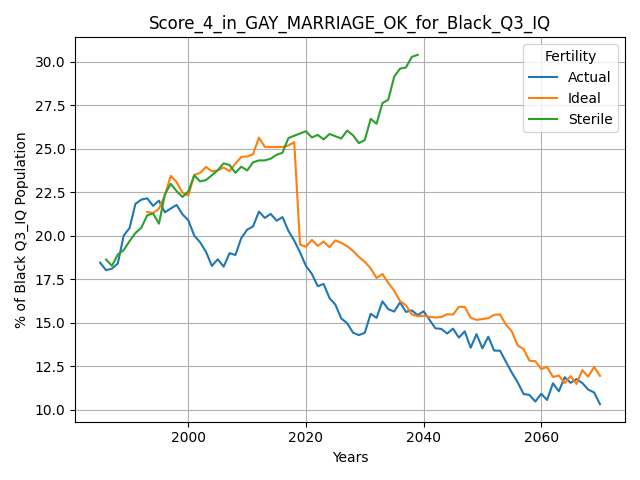 Score_4_in_GAY_MARRIAGE_OK_for_Black_Q3_IQ
% of Black Q3_IQ Population
30.0
27.5
25.0
22.5
20.0
17.5
15.0
12.5
10.0
Fertility
Actual
Ideal
Sterile
2000
2020
2040
2060
Years